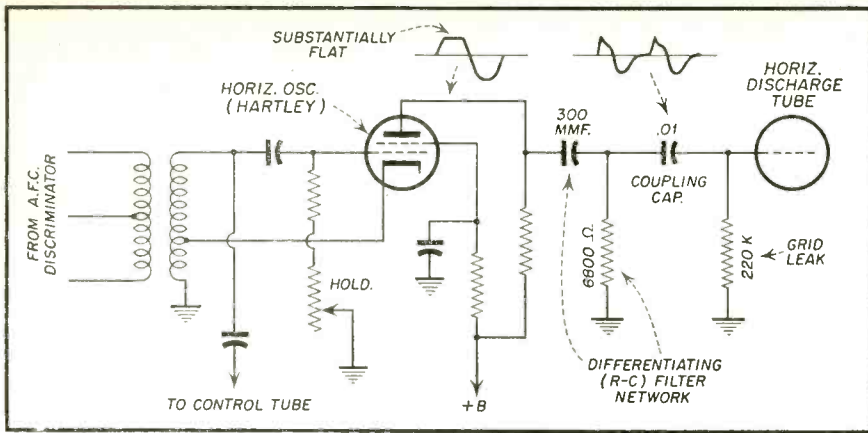 SUBSTANTIALLY
FLAT
HORIZ. OSC.
(HARTLEY)
HORIZ.
DISCHARGE
TUBE
300
MMF.
.01
COUPLING
CAP.
FROM A.F.C.
DISCRIMINATOR
HOLD.
6800 Ω
220 K
GRID
LEAK
TO CONTROL TUBE
+B
DIFFERENTIATING
(R-C) FILTER
NETWORK